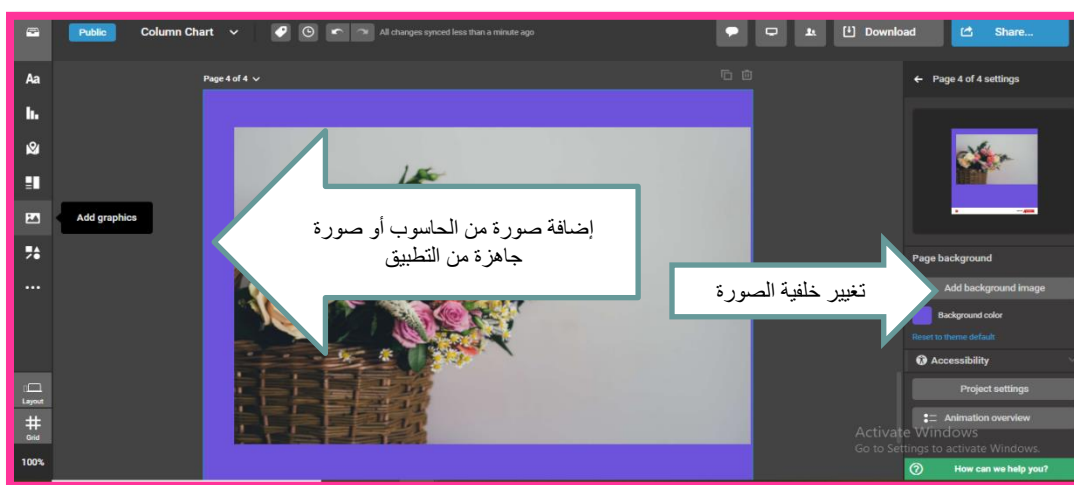 Public
Column Chart
All changes synced less than a minute ago
Download
Share...
Aa
Page 4 of 4
Page 4 of 4 settings
Add graphics
إضافة صورة من الحاسوب أو صورة
جاهزة من التطبيق
تغيير خلفية الصورة
Page background
Add background image
Background color
Reset to theme default
Accessibility
Project settings
Animation overview
Layout
Grid
100%
Activate Windows
Go to Settings to activate Windows.
How can we help you?